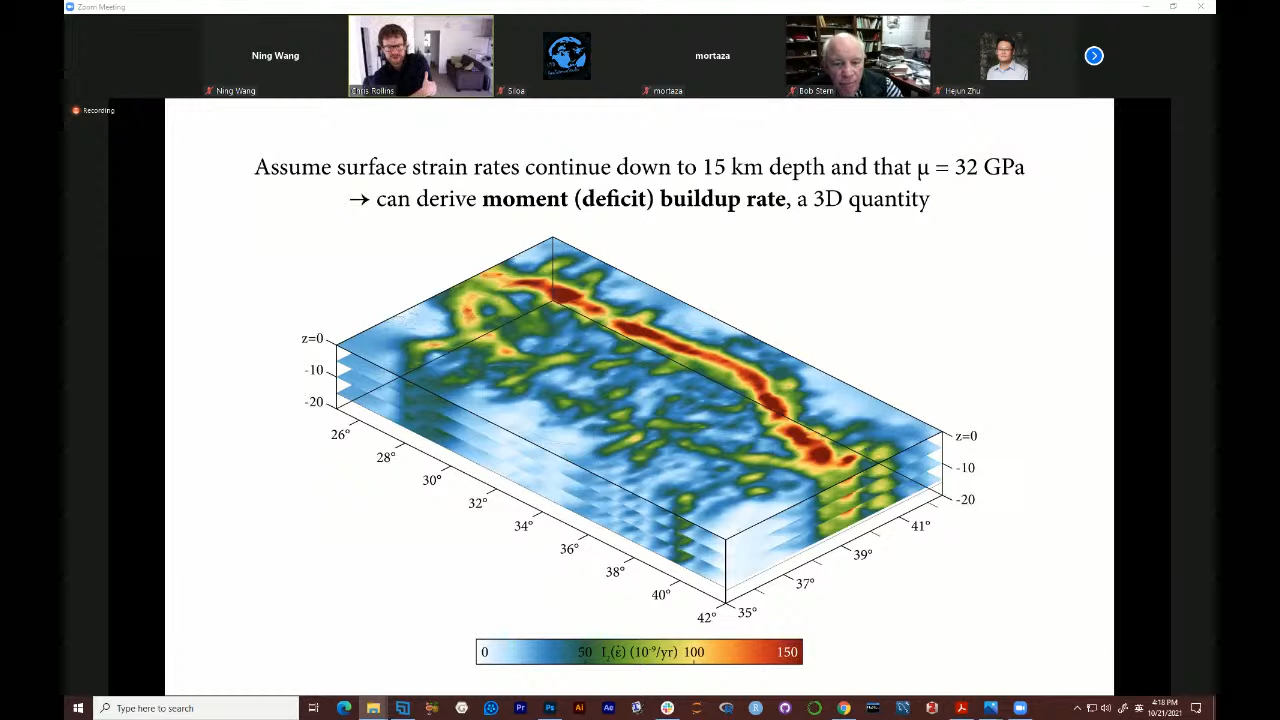 Zoom Meeting
Ning Wang
mortaza
Ning Wang
Chris Rollins
Siloa
mortaza
Bob Stern
Hejun Zhu
Recording
Assume surface strain rates continue down to 15 km depth and that μ = 32 GPa
→ can derive moment (deficit) buildup rate, a 3D quantity
z=0
-10
-20
26°
28°
30°
32°
34°
36°
38°
40°
42°
35°
37°
39°
41°
z=0
-10
-20
0 50 I₂(ε̇) (10⁻⁹/yr) 100 150
Type here to search
4:18 PM
10/21/2021